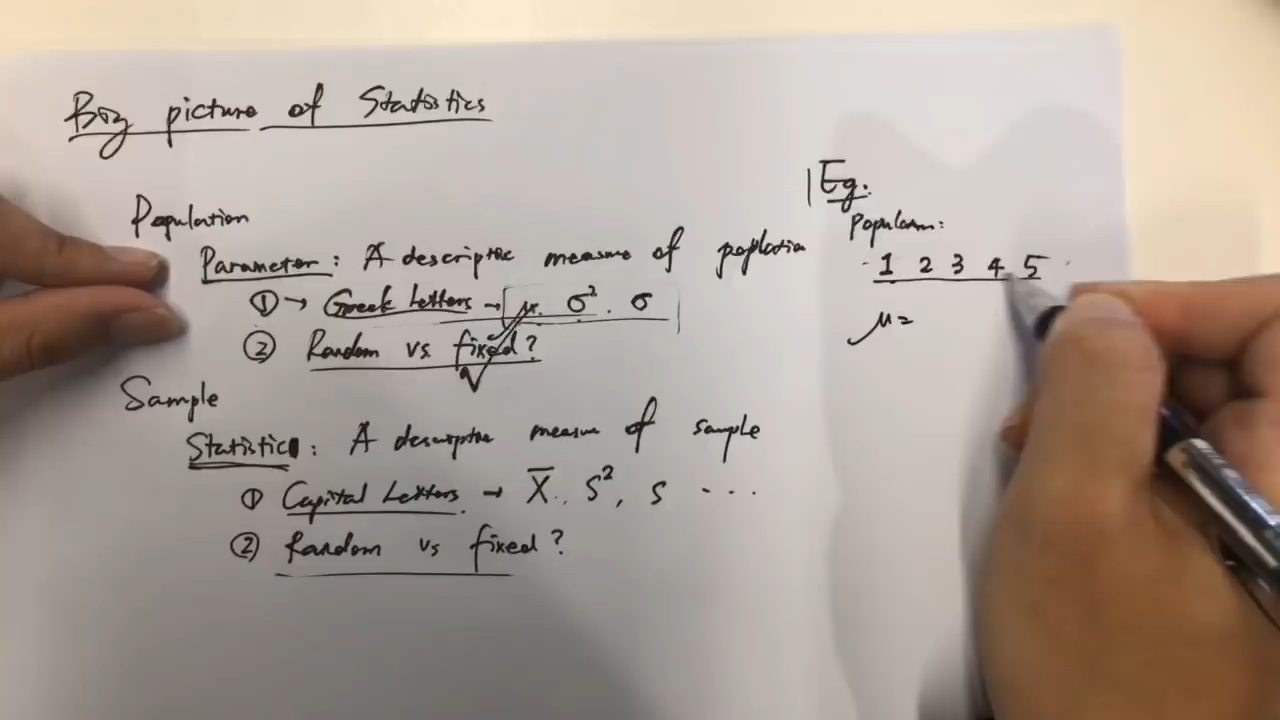 Big picture of Statistics
Population
Parameter: A descriptive measure of population
① → Greek Letters → μ, σ², σ
② Random vs. fixed?
Sample
Statistic: A descriptive measure of sample
① Capital Letters → X̄, S², S ...
② Random vs fixed?
Eg.
Population:
1 2 3 4 5
μ=